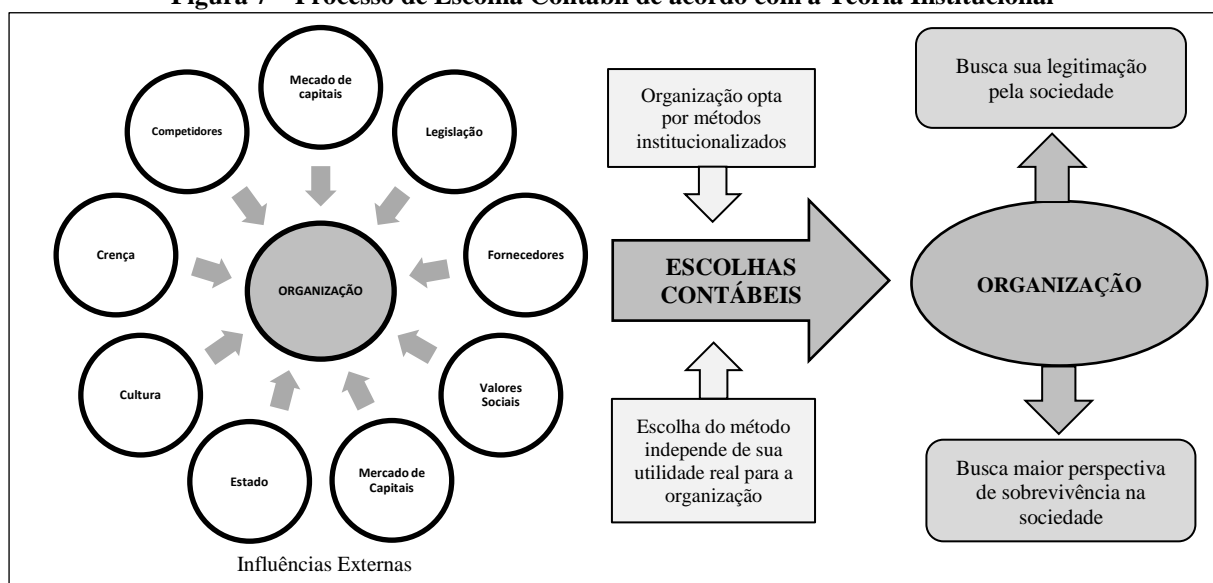 Figura 7 – Processo de Escolha Contábil de acordo com a Teoria Institucional
Mecado de
capitais
Competidores
Legislação
Crença
Fornecedores
ORGANIZAÇÃO
Cultura
Valores
Sociais
Estado
Mercado de
Capitais
Influências Externas
Organização opta
por métodos
institucionalizados
ESCOLHAS
CONTÁBEIS
Escolha do método
independe de sua
utilidade real para a
organização
Busca sua legitimação
pela sociedade
ORGANIZAÇÃO
Busca maior perspectiva
de sobrevivência na
sociedade